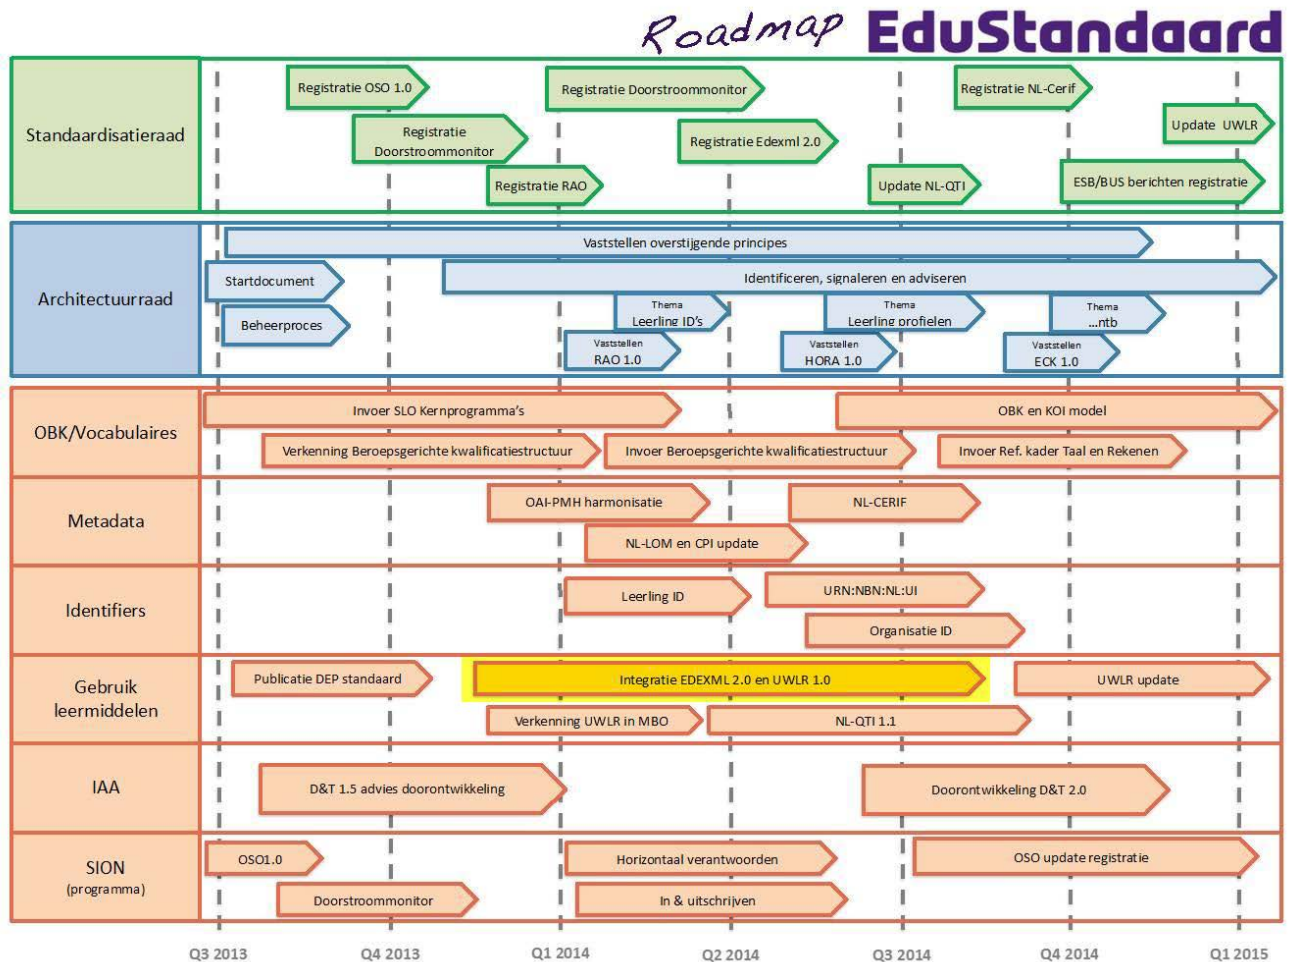 Roadmap EduStandaard
Standaardisatieraad
Registratie OSO 1.0
Registratie Doorstroommonitor
Registratie NL-Cerif
Update UWLR
Registratie
Doorstroommonitor
Registratie Edexml 2.0
Registratie RAO
Update NL-QTI
ESB/BUS berichten registratie
Architectuurraad
Vaststellen overstijgende principes
Startdocument
Identificeren, signaleren en adviseren
Beheerproces
Thema
Leerling ID's
Thema
Leerling profielen
Thema
...ntb
Vaststellen
RAO 1.0
Vaststellen
HORA 1.0
Vaststellen
ECK 1.0
OBK/Vocabulaires
Invoer SLO Kernprogramma's
OBK en KOI model
Verkenning Beroepsgerichte kwalificatiestructuur
Invoer Beroepsgerichte kwalificatiestructuur
Invoer Ref. kader Taal en Rekenen
Metadata
OAI-PMH harmonisatie
NL-CERIF
NL-LOM en CPI update
Identifiers
Leerling ID
URN:NBN:NL:UI
Organisatie ID
Gebruik
leermiddelen
Publicatie DEP standaard
Integratie EDEXML 2.0 en UWLR 1.0
UWLR update
Verkenning UWLR in MBO
NL-QTI 1.1
IAA
D&T 1.5 advies doorontwikkeling
Doorontwikkeling D&T 2.0
SION
(programma)
OSO1.0
Horizontaal verantwoorden
OSO update registratie
Doorstroommonitor
In & uitschrijven
Q3 2013
Q4 2013
Q1 2014
Q2 2014
Q3 2014
Q4 2014
Q1 2015